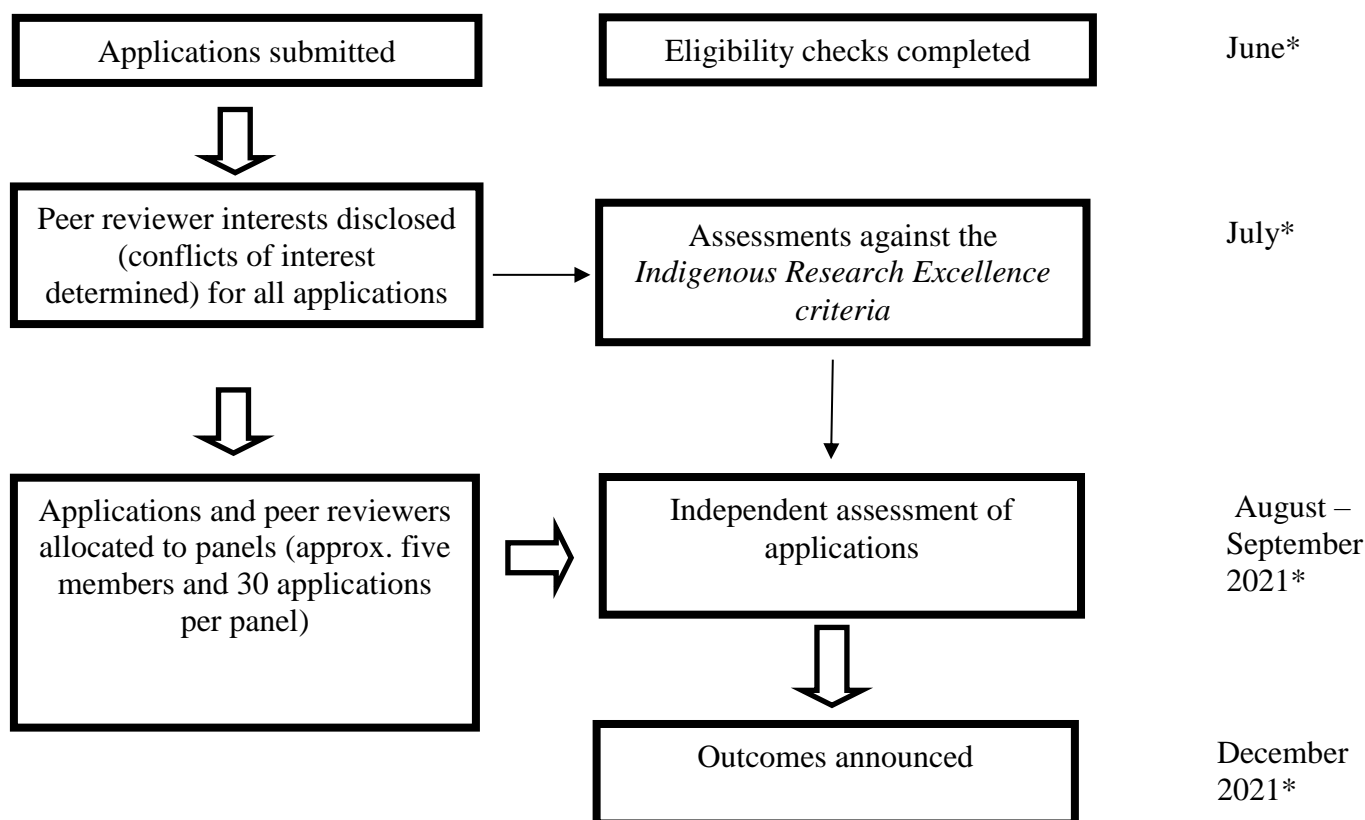 Applications submitted
Eligibility checks completed
June*
Peer reviewer interests disclosed
(conflicts of interest
determined) for all applications
Assessments against the
Indigenous Research Excellence
criteria
July*
Applications and peer reviewers
allocated to panels (approx. five
members and 30 applications
per panel)
Independent assessment of
applications
August –
September
2021*
Outcomes announced
December
2021*